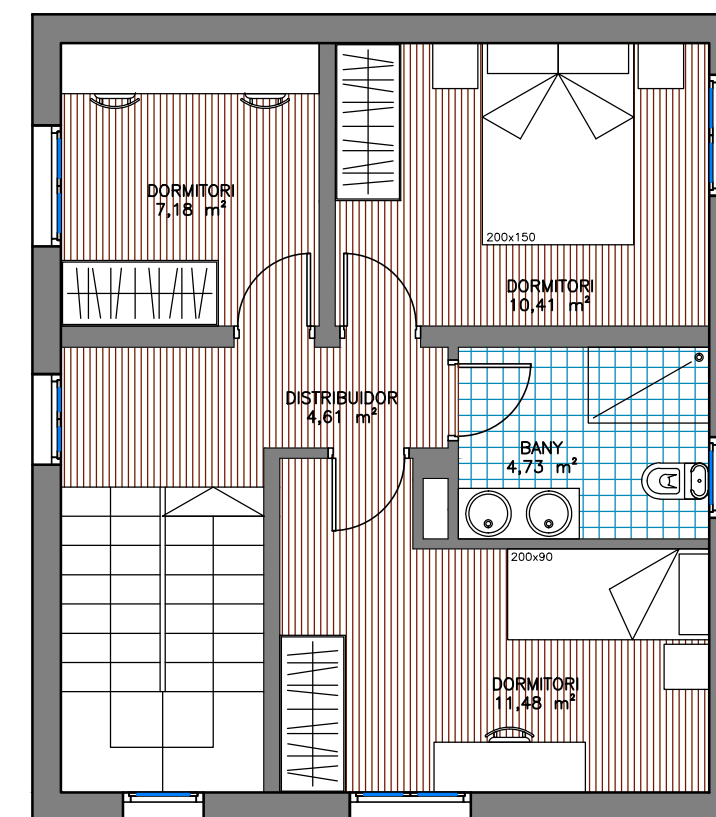 DORMITORI
7,18 m²
200x150
DORMITORI
10,41 m²
DISTRIBUIDOR
4,61 m²
BANY
4,73 m²
200x90
DORMITORI
11,48 m²